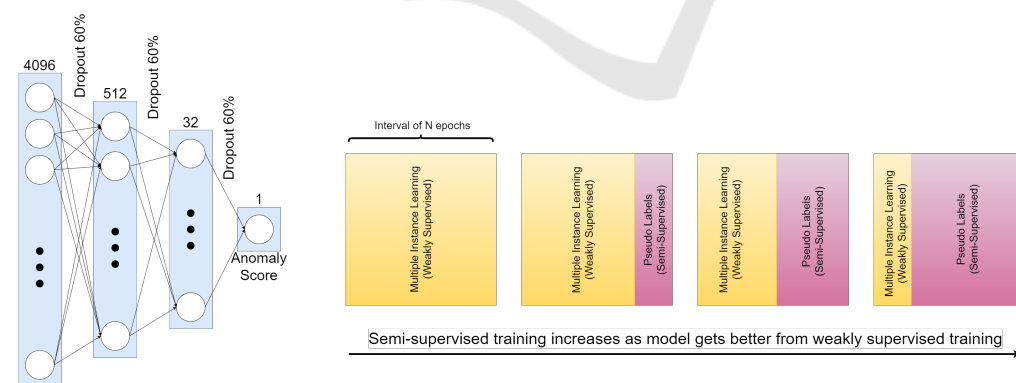 4096
Dropout 60%
512
Dropout 60%
32
Dropout 60%
1
Anomaly
Score
Interval of N epochs
Multiple Instance Learning
(Weakly Supervised)
Multiple Instance Learning
(Weakly Supervised)
Pseudo Labels
(Semi-Supervised)
Multiple Instance Learning
(Weakly Supervised)
Pseudo Labels
(Semi-Supervised)
Multiple Instance Learning
(Weakly Supervised)
Pseudo Labels
(Semi-Supervised)
Semi-supervised training increases as model gets better from weakly supervised training